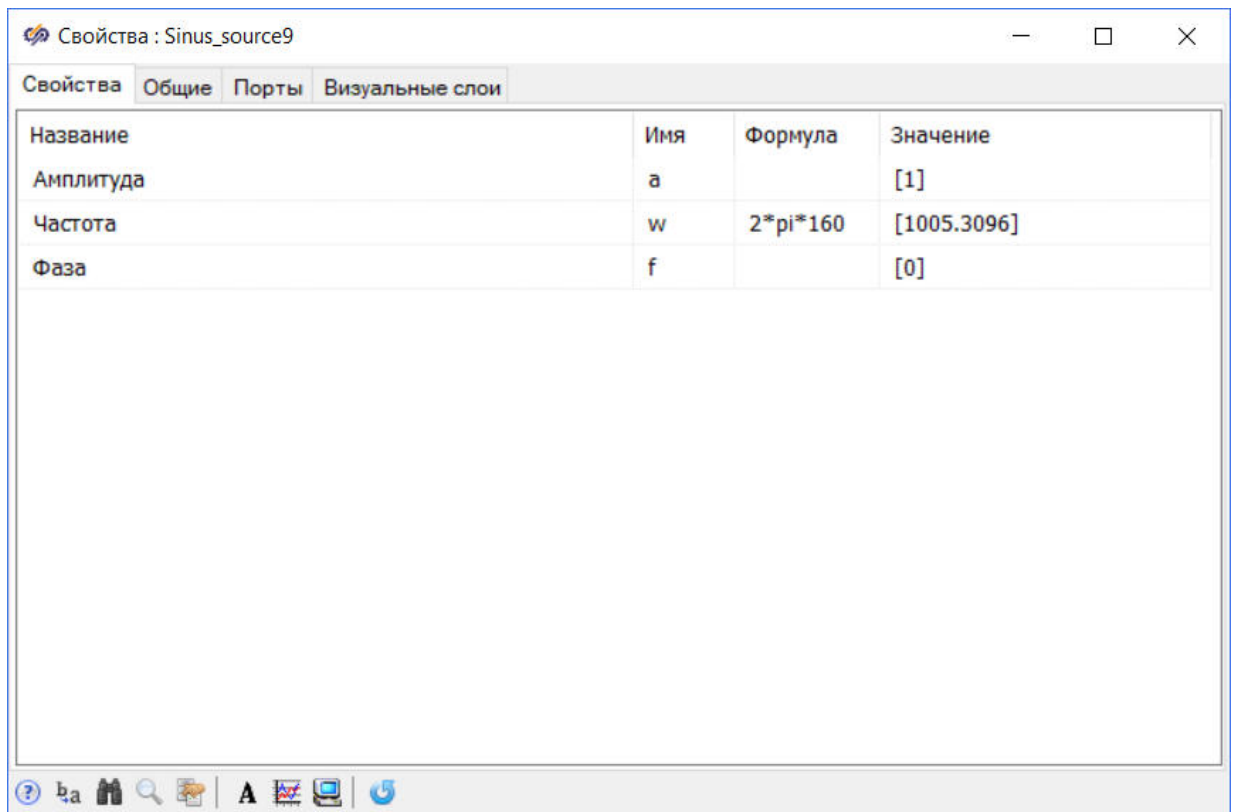 Свойства : Sinus_source9
Свойства Общие Порты Визуальные слои
Название Имя Формула Значение
Амплитуда a [1]
Частота w 2*pi*160 [1005.3096]
Фаза f [0]
? b,a A